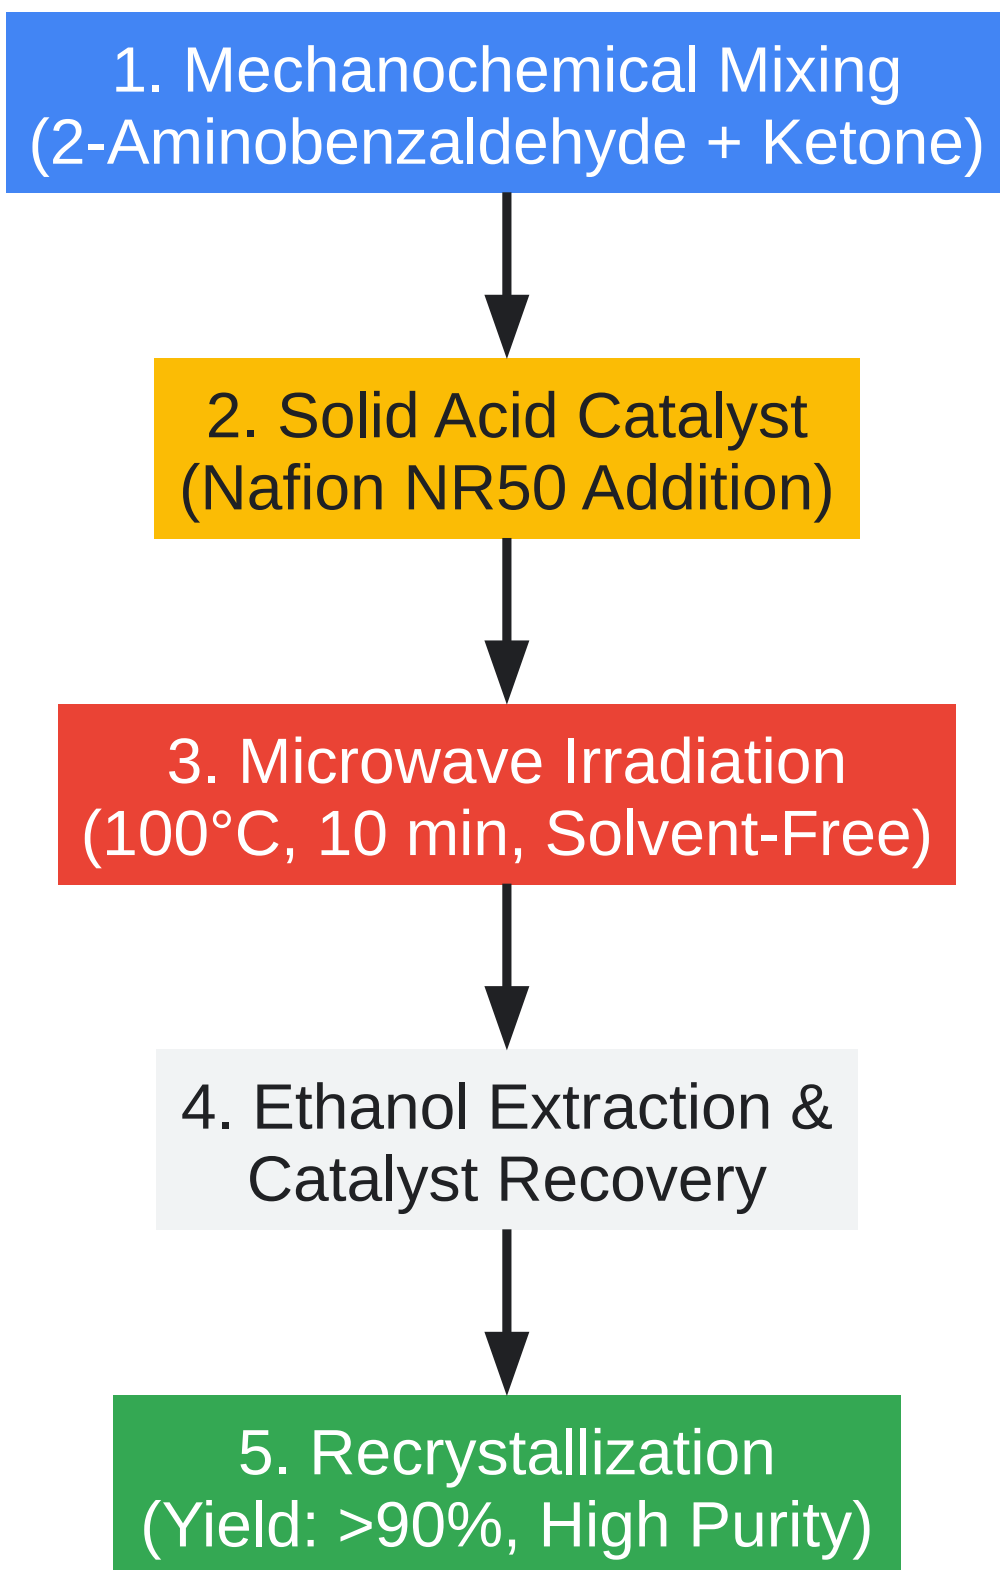 1. Mechanochemical Mixing
(2-Aminobenzaldehyde + Ketone)
2. Solid Acid Catalyst
(Nafion NR50 Addition)
3. Microwave Irradiation
(100°C, 10 min, Solvent-Free)
4. Ethanol Extraction &
Catalyst Recovery
5. Recrystallization
(Yield: >90%, High Purity)